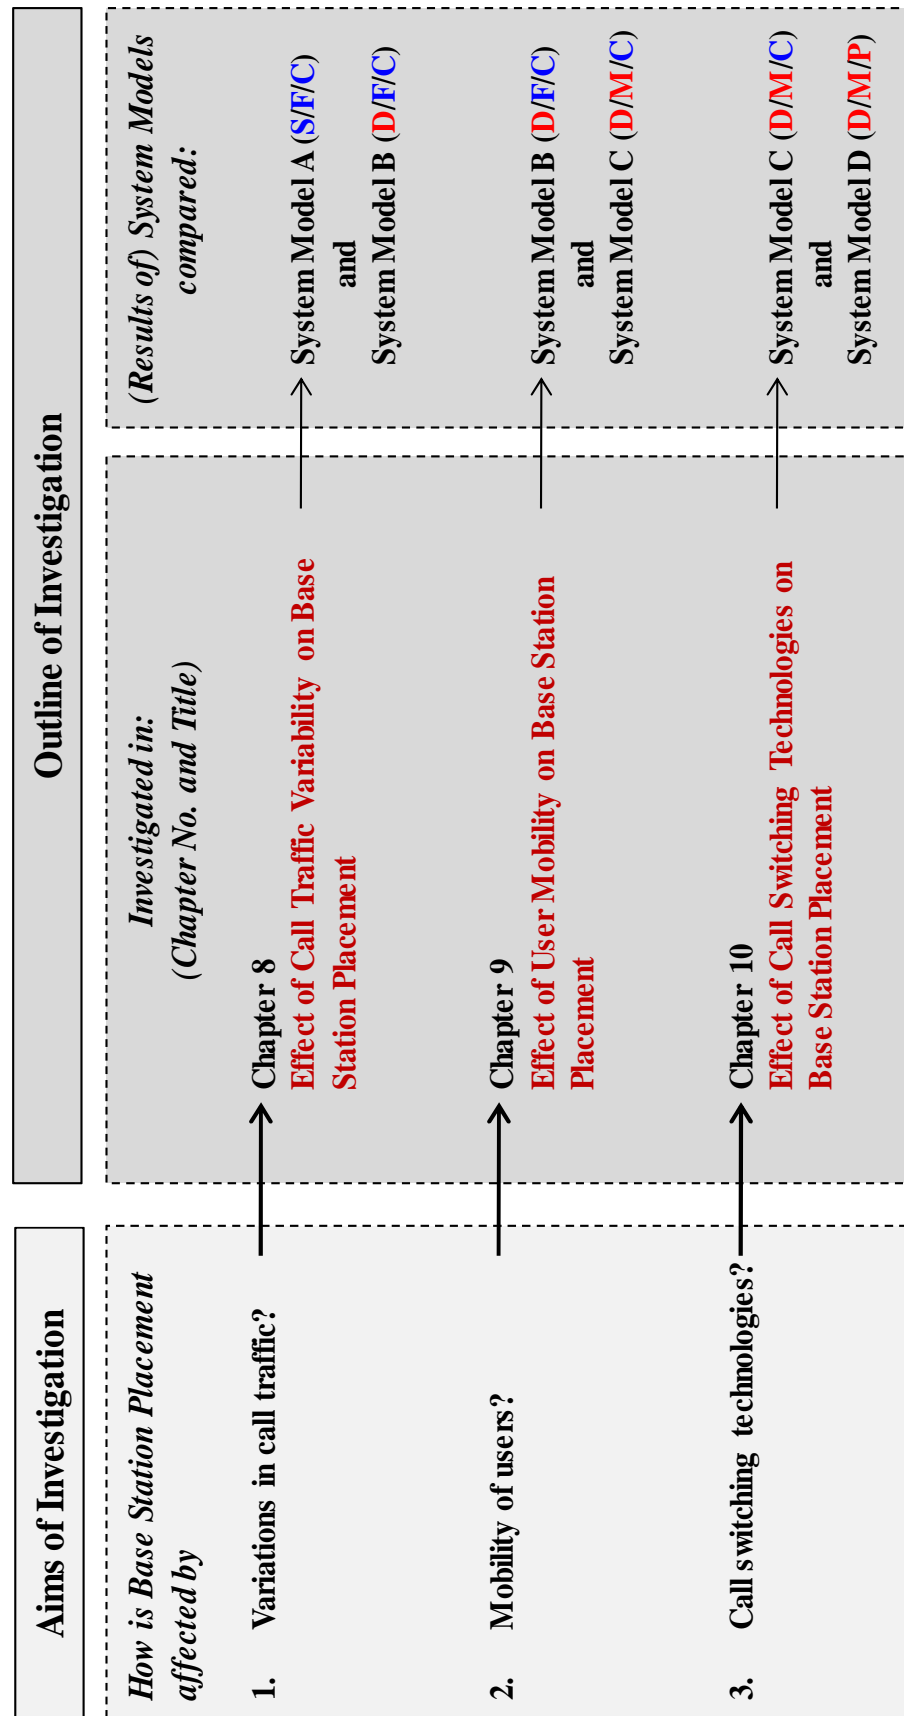 Aims of Investigation
Outline of Investigation
How is Base Station Placement
affected by
1. Variations in call traffic?
2. Mobility of users?
3. Call switching technologies?
Investigated in:
(Chapter No. and Title)
Chapter 8
Effect of Call Traffic Variability on Base
Station Placement
Chapter 9
Effect of User Mobility on Base Station
Placement
Chapter 10
Effect of Call Switching Technologies on
Base Station Placement
(Results of) System Models
compared:
System Model A (S/F/C)
and
System Model B (D/F/C)
System Model B (D/F/C)
and
System Model C (D/M/C)
System Model C (D/M/C)
and
System Model D (D/M/P)